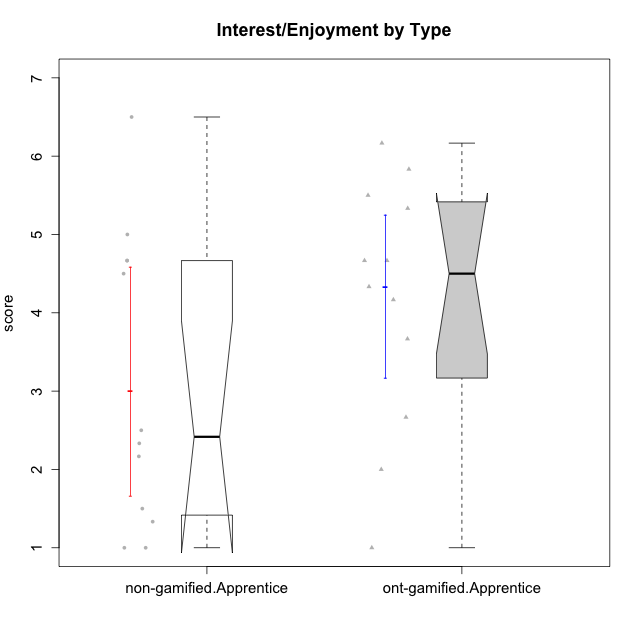 Interest/Enjoyment by Type
7
6
5
4
3
2
1
score
non-gamified.Apprentice
ont-gamified.Apprentice